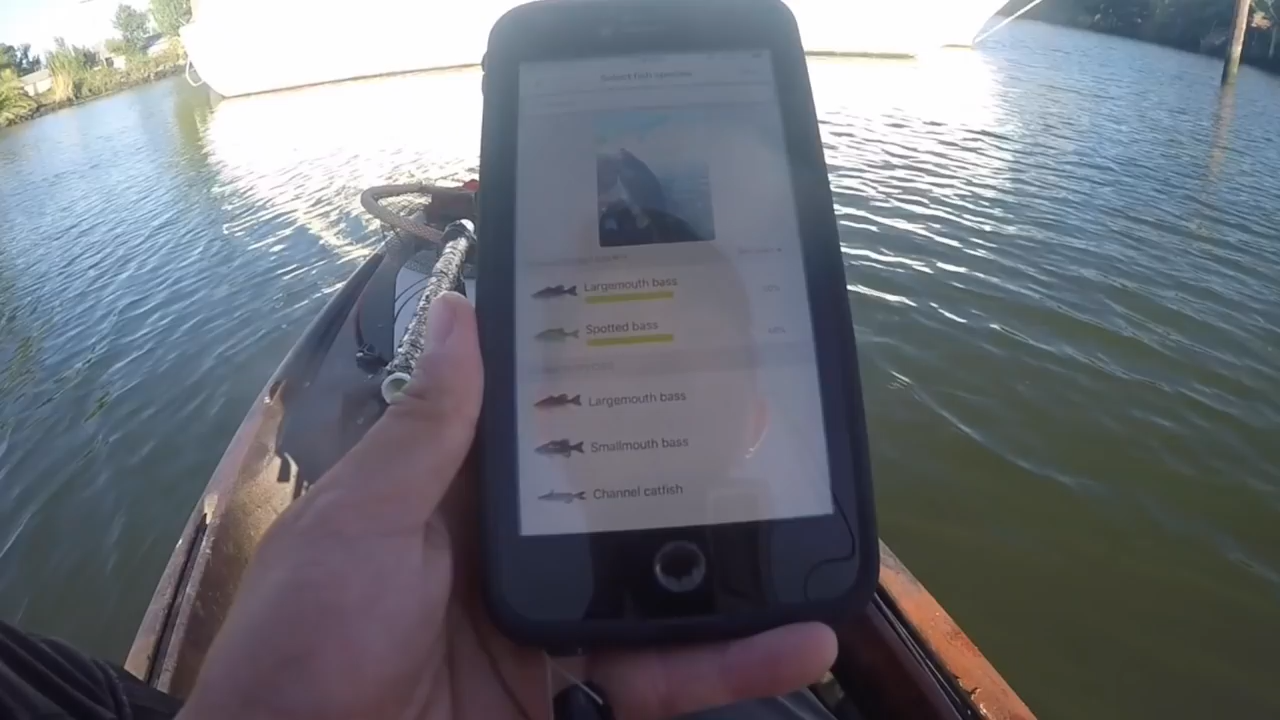 Select fish species
Largemouth bass
Spotted bass
Largemouth bass
Smallmouth bass
Channel catfish